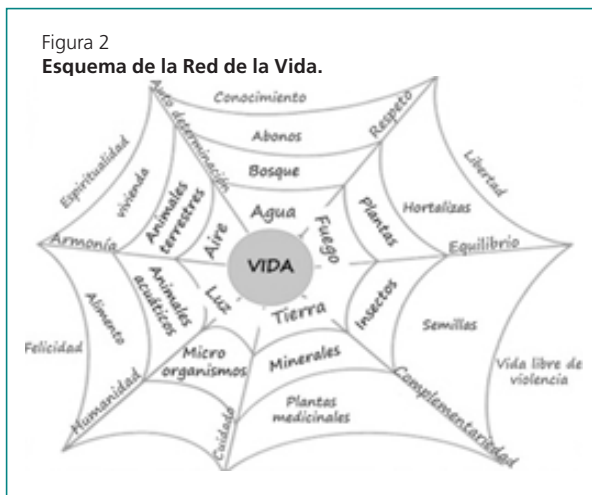 Figura 2
Esquema de la Red de la Vida.
Conocimiento
Auto determinación
Respeto
Abonos
Espiritualidad
vivienda
Bosque
Libertad
Animales
terrestres
Plantas
Hortalizas
Aire
Agua
Fuego
Armonía
VIDA
Equilibrio
Animales
acuáticos
Luz
Tierra
Insectos
Alimento
Semillas
Felicidad
Micro
organismos
Minerales
Vida libre de
violencia
Plantas
medicinales
Humanidad
Cuidado
Complementariedad